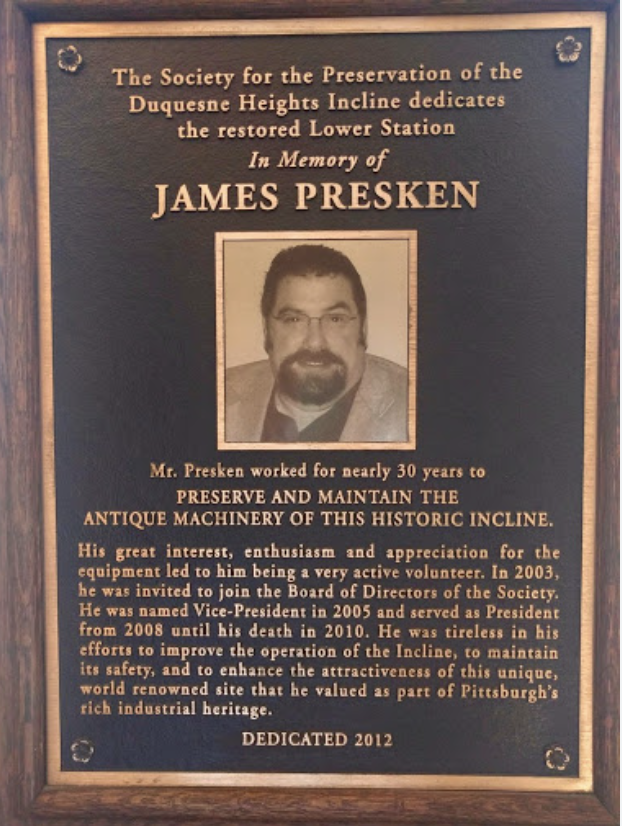 The Society for the Preservation of the
Duquesne Heights Incline dedicates
the restored Lower Station
In Memory of
JAMES PRESKEN
Mr. Presken worked for nearly 30 years to
PRESERVE AND MAINTAIN THE
ANTIQUE MACHINERY OF THIS HISTORIC INCLINE.
His great interest, enthusiasm and appreciation for the
equipment led to him being a very active volunteer. In 2003,
he was invited to join the Board of Directors of the Society.
He was named Vice-President in 2005 and served as President
from 2008 until his death in 2010. He was tireless in his
efforts to improve the operation of the Incline, to maintain
its safety, and to enhance the attractiveness of this unique,
world renowned site that he valued as part of Pittsburgh's
rich industrial heritage.
DEDICATED 2012